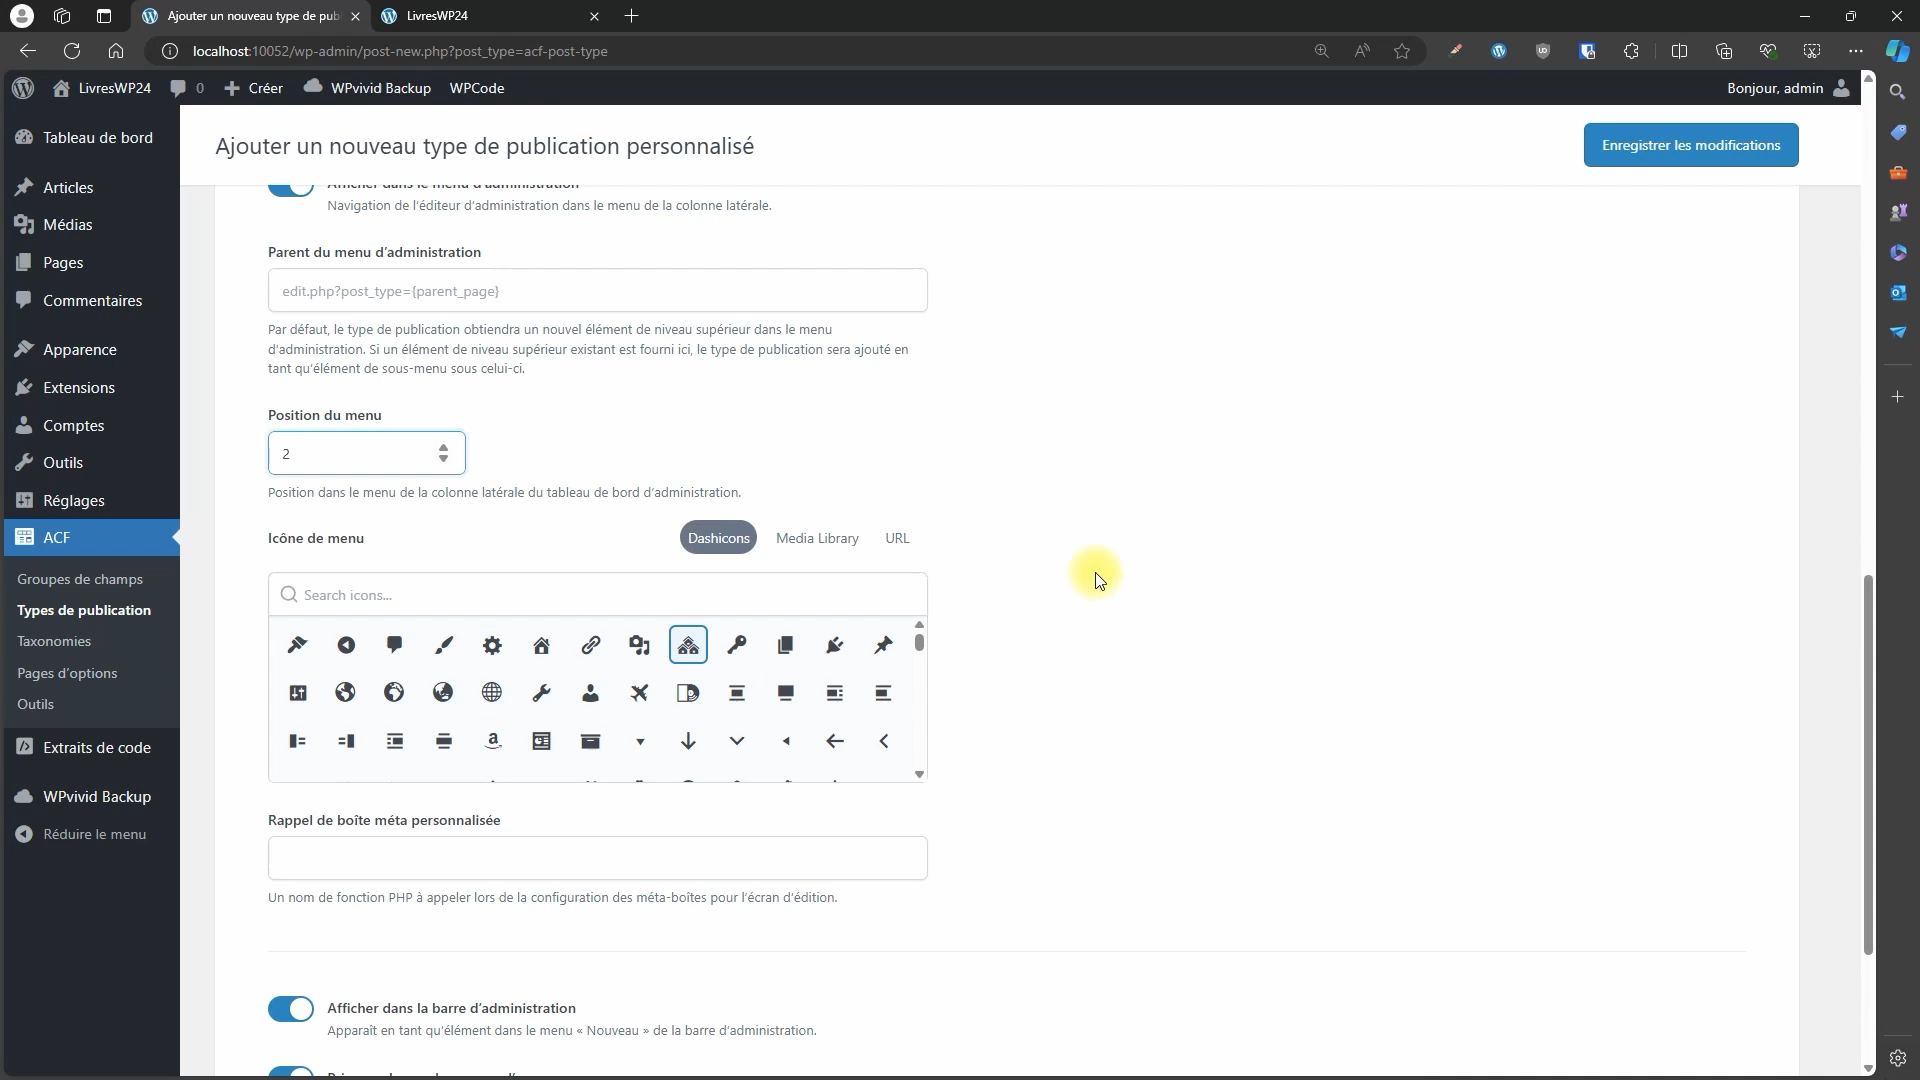 Ajouter un nouveau type de pub
LivresWP24
localhost:10052/wp-admin/post-new.php?post_type=acf-post-type
LivresWP24
0
Créer
WPvivid Backup
WPCode
Bonjour, admin
Tableau de bord
Articles
Médias
Pages
Commentaires
Apparence
Extensions
Comptes
Outils
Réglages
ACF
Groupes de champs
Types de publication
Taxonomies
Pages d'options
Outils
Extraits de code
WPvivid Backup
Réduire le menu
Ajouter un nouveau type de publication personnalisé
Enregistrer les modifications
Afficher dans le menu d'administration
Navigation de l'éditeur d'administration dans le menu de la colonne latérale.
Parent du menu d'administration
edit.php?post_type={parent_page}
Par défaut, le type de publication obtiendra un nouvel élément de niveau supérieur dans le menu
d'administration. Si un élément de niveau supérieur existant est fourni ici, le type de publication sera ajouté en
tant qu'élément de sous-menu sous celui-ci.
Position du menu
2
Position dans le menu de la colonne latérale du tableau de bord d'administration.
Icône de menu
Dashicons
Media Library
URL
Search icons...
Rappel de boîte méta personnalisée
Un nom de fonction PHP à appeler lors de la configuration des méta-boîtes pour l'écran d'édition.
Afficher dans la barre d'administration
Apparaît en tant qu'élément dans le menu « Nouveau » de la barre d'administration.